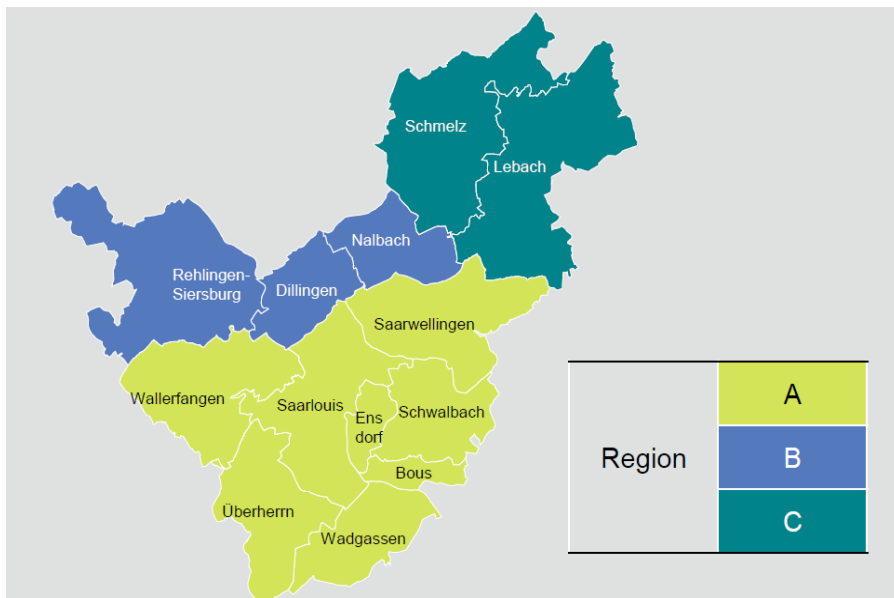 Schmelz
Lebach
Nalbach
Rehlingen-
Siersburg
Dillingen
Saarwellingen
Wallerfangen
Saarlouis
Ens
dorf
Schwalbach
Bous
Überherrn
Wadgassen
Region
A
B
C